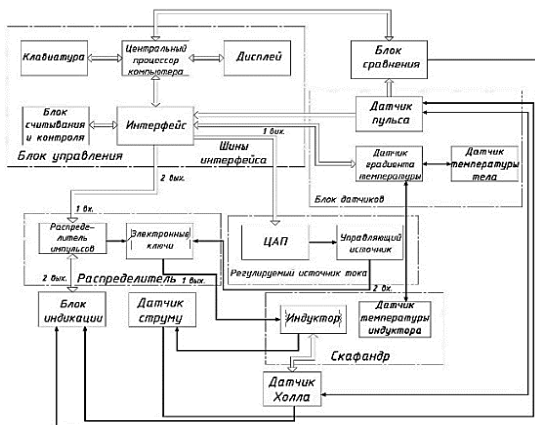 Клавиатура
Центральный
процессор
компьютера
Дисплей
Блок
сравнения
Блок
считывания
и контроля
Интерфейс
Блок управления
Шины
интерфейса
1 вых.
2 вых.
Датчик
пульса
Датчик
градиента
температуры
Датчик
температуры
тела
Блок датчиков
1 вх.
Распреде-
литель
импульсов
Электронные
ключи
Распределитель
1 вых.
2 вых.
ЦАП
Управляющий
источник
Регулируемый источник тока
2 вх.
Блок
индикации
Датчик
струму
Индуктор
Датчик
температуры
индуктора
Скафандр
Датчик
Холла